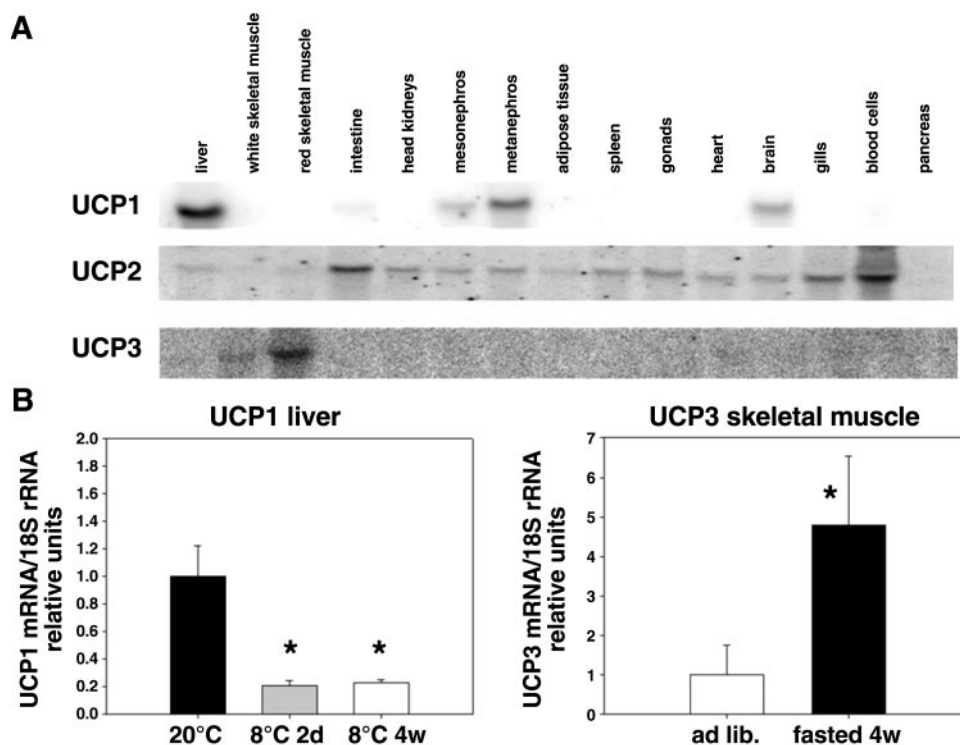 A
liver
white skeletal muscle
red skeletal muscle
intestine
head kidneys
mesonephros
metanephros
adipose tissue
spleen
gonads
heart
brain
gills
blood cells
pancreas
UCP1
UCP2
UCP3
B
UCP1 liver
UCP1 mRNA/18S rRNA
relative units
2.0
1.8
1.6
1.4
1.2
1.0
0.8
0.6
0.4
0.2
0.0
*
*
20°C
8°C 2d
8°C 4w
UCP3 skeletal muscle
UCP3 mRNA/18S rRNA
relative units
7
6
5
4
3
2
1
0
*
ad lib.
fasted 4w